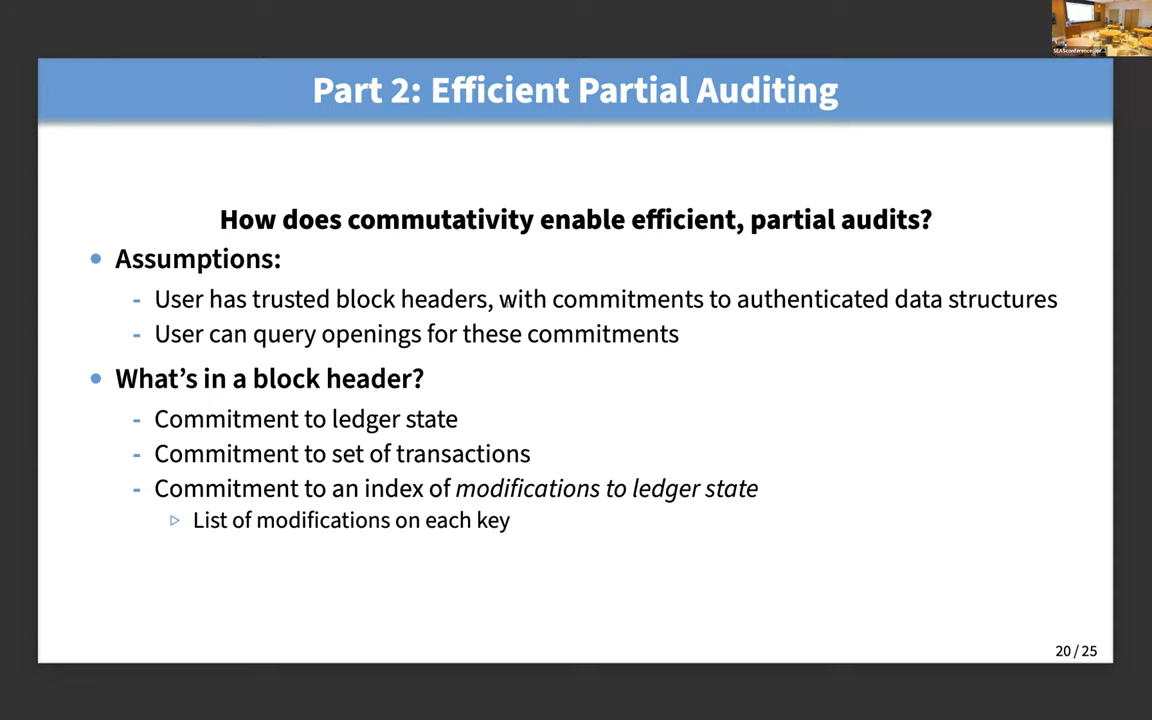 Part 2: Efficient Partial Auditing
How does commutativity enable efficient, partial audits?
• Assumptions:
- User has trusted block headers, with commitments to authenticated data structures
- User can query openings for these commitments
• What's in a block header?
- Commitment to ledger state
- Commitment to set of transactions
- Commitment to an index of modifications to ledger state
▷ List of modifications on each key
20 / 25